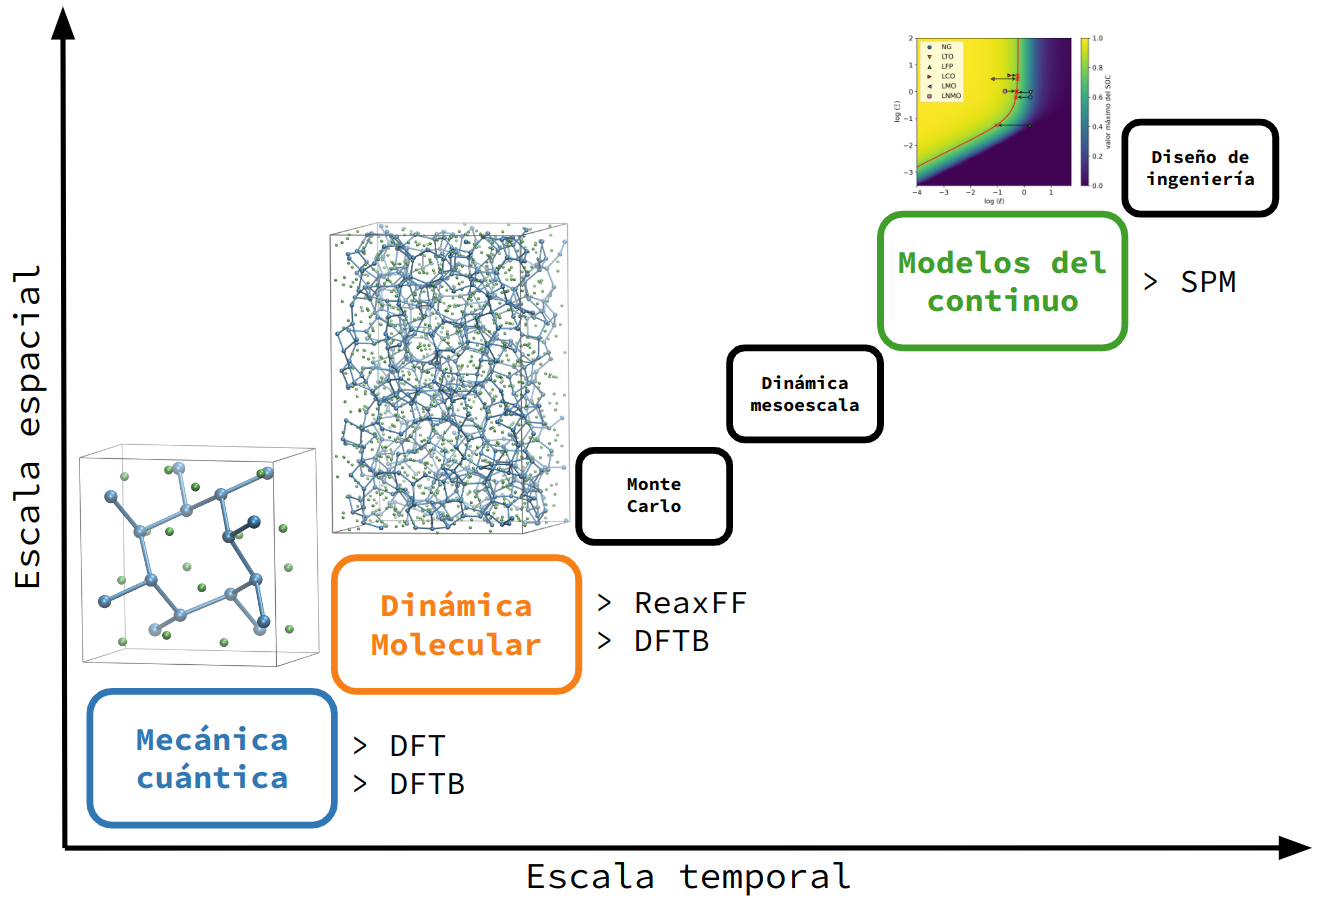 Escala espacial
2
1
0
−1
−2
−3
log (Ξ)
NG
LTO
LFP
LCO
LMO
LNMO
−4
−3
−2
−1
0
1
log (ℓ)
1.0
0.8
0.6
0.4
0.2
0.0
valor máximo del SOC
Diseño de
ingeniería
Modelos del
continuo
> SPM
Dinámica
mesoescala
Monte
Carlo
Dinámica
Molecular
> ReaxFF
> DFTB
Mecánica
cuántica
> DFT
> DFTB
Escala temporal